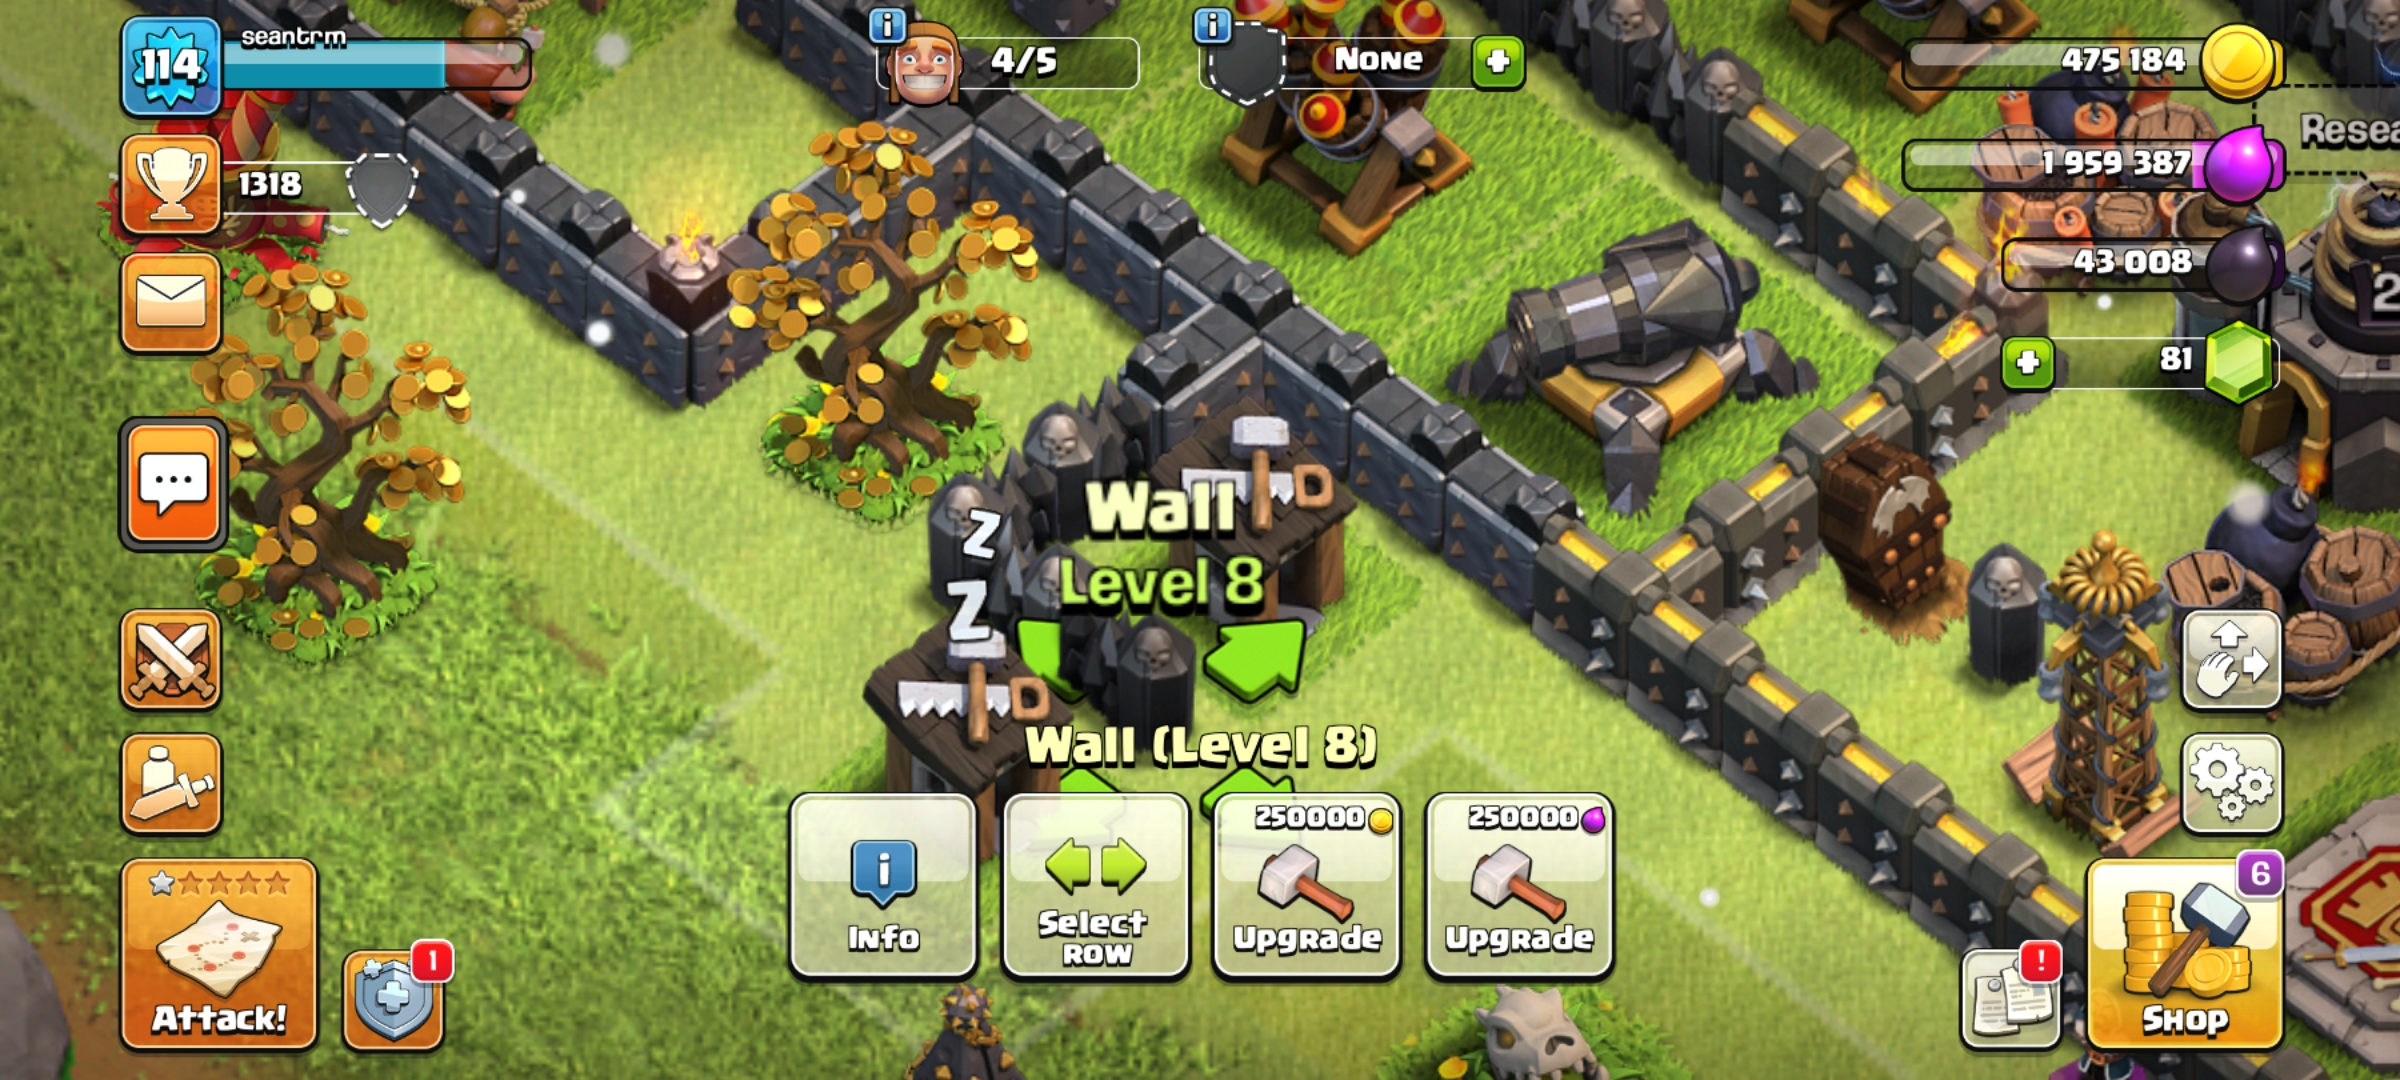 114
seantrm
4/5
None
475 184
1 959 387
43 008
81
1318
Z
Z
Wall
Level 8
Wall (Level 8)
Info
Select
Row
250000
Upgrade
250000
Upgrade
Attack!
1
!
6
Shop